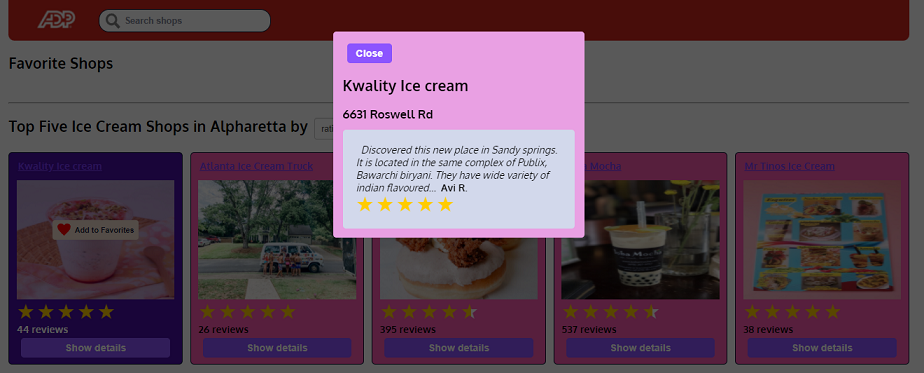 ADP
Search shops
Favorite Shops
Top Five Ice Cream Shops in Alpharetta by
Close
Kwality Ice cream
6631 Roswell Rd
Discovered this new place in Sandy springs.
It is located in the same complex of Publix,
Bawarchi biryani. They have wide variety of
indian flavoured... Avi R.
Kwality Ice cream
Add to Favorites
44 reviews
Show details
Atlanta Ice Cream Truck
26 reviews
Show details
395 reviews
Show details
Mocha
537 reviews
Show details
Mr Tinos Ice Cream
38 reviews
Show details